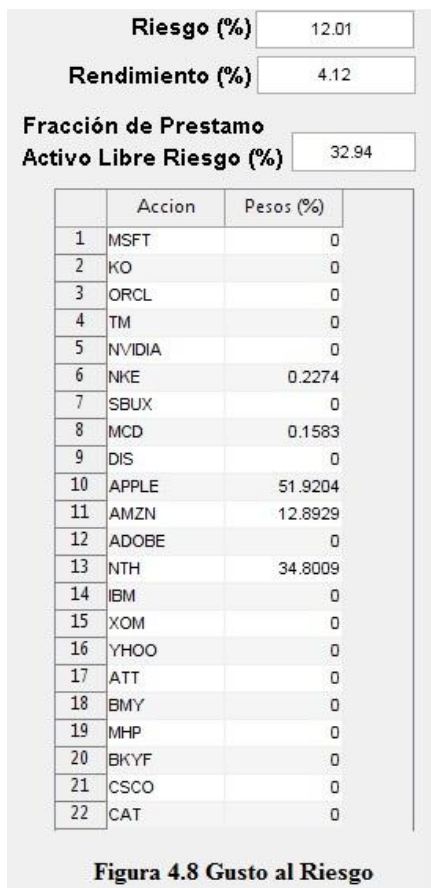 Riesgo (%) 12.01
Rendimiento (%) 4.12
Fracción de Prestamo
Activo Libre Riesgo (%) 32.94
Accion Pesos (%)
1 MSFT 0
2 KO 0
3 ORCL 0
4 TM 0
5 NVIDIA 0
6 NKE 0.2274
7 SBUX 0
8 MCD 0.1583
9 DIS 0
10 APPLE 51.9204
11 AMZN 12.8929
12 ADOBE 0
13 NTH 34.8009
14 IBM 0
15 XOM 0
16 YHOO 0
17 ATT 0
18 BMY 0
19 MHP 0
20 BKYF 0
21 CSCO 0
22 CAT 0
Figura 4.8 Gusto al Riesgo